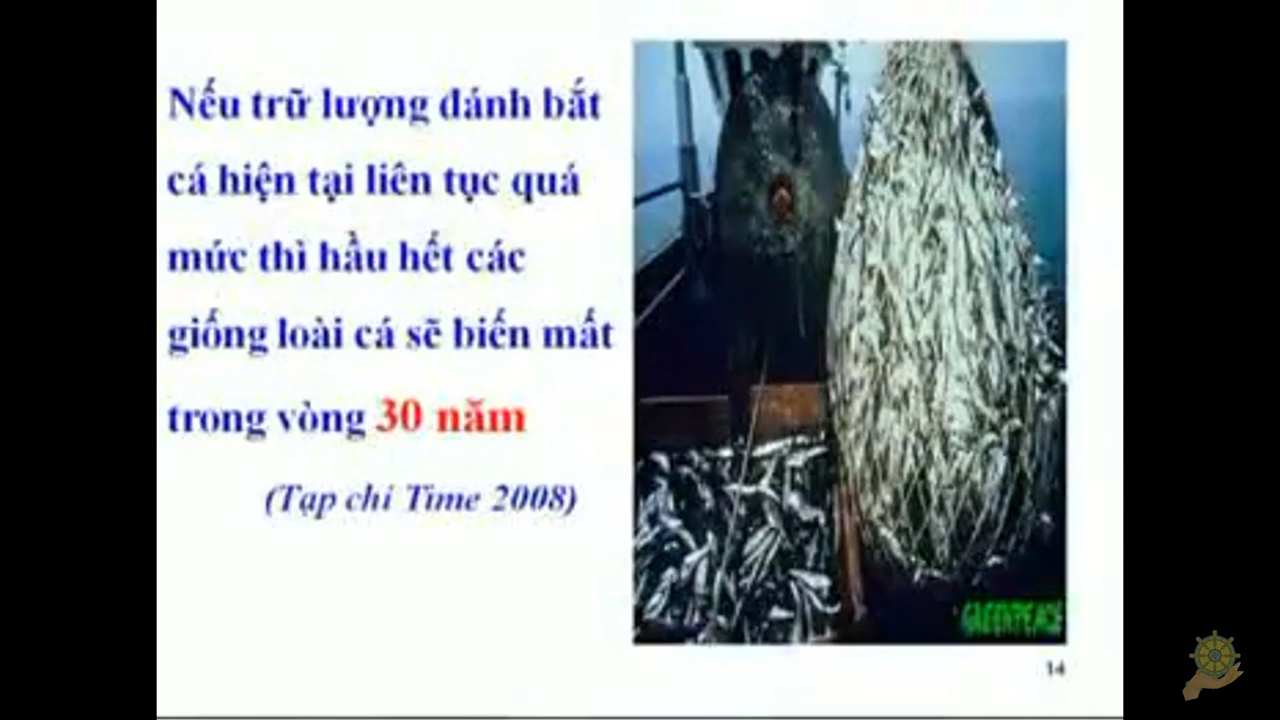 Nếu trữ lượng đánh bắt
cá hiện tại liên tục quá
mức thì hầu hết các
giống loài cá sẽ biến mất
trong vòng 30 năm
(Tạp chí Time 2008)
GREENPEACE
14